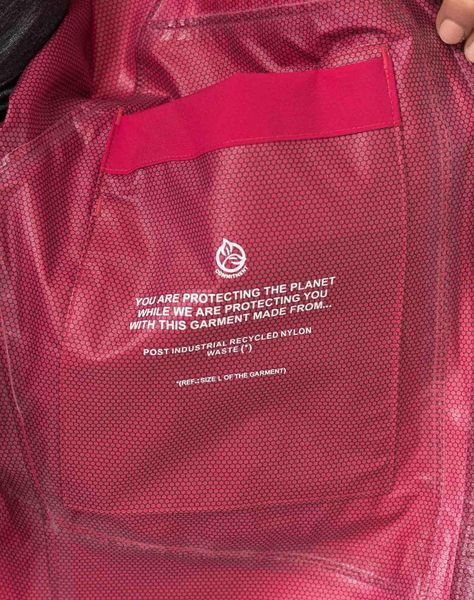 COMMITMENT
YOU ARE PROTECTING THE PLANET
WHILE WE ARE PROTECTING YOU
WITH THIS GARMENT MADE FROM...
POST INDUSTRIAL RECYCLED NYLON
WASTE (*)
*(REF.: SIZE L OF THE GARMENT)